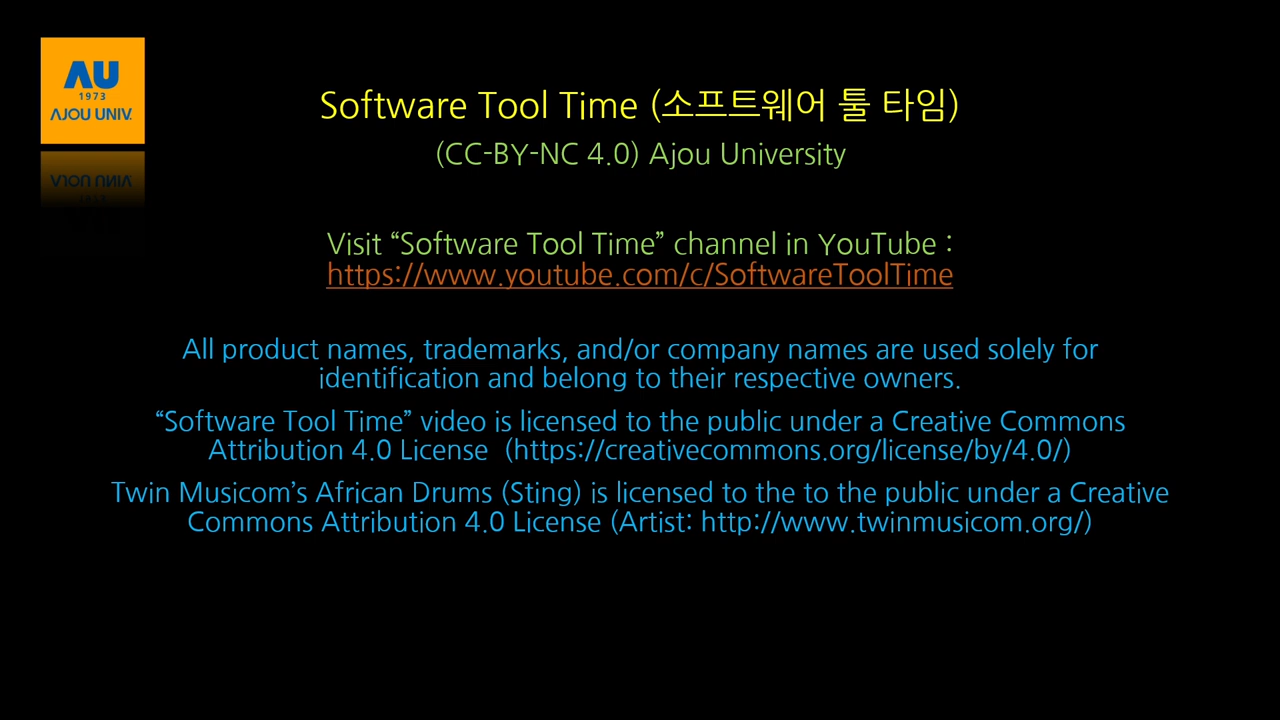 AU
1973
AJOU UNIV.
Software Tool Time (소프트웨어 툴 타임)
(CC-BY-NC 4.0) Ajou University
Visit “Software Tool Time” channel in YouTube :
https://www.youtube.com/c/SoftwareToolTime
All product names, trademarks, and/or company names are used solely for
identification and belong to their respective owners.
“Software Tool Time” video is licensed to the public under a Creative Commons
Attribution 4.0 License (https://creativecommons.org/license/by/4.0/)
Twin Musicom’s African Drums (Sting) is licensed to the to the public under a Creative
Commons Attribution 4.0 License (Artist: http://www.twinmusicom.org/)